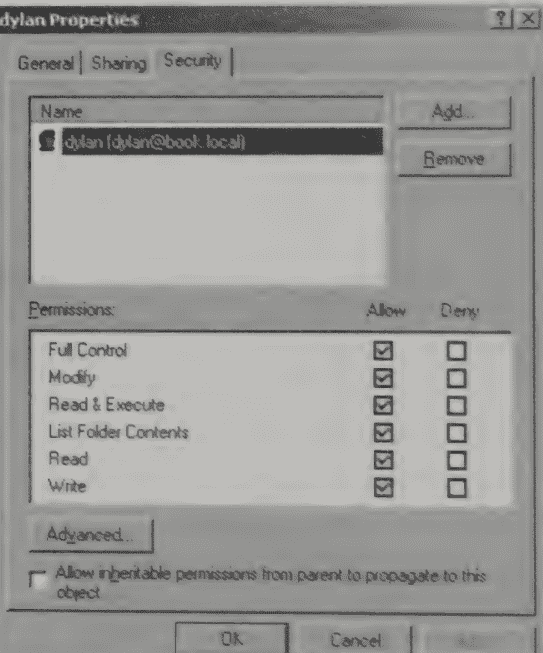 dylan Properties
General Sharing Security
Name
Add...
dylan (dylan@book.local)
Remove
Permissions: Allow Deny
Full Control
Modify
Read & Execute
List Folder Contents
Read
Write
Advanced...
Allow inheritable permissions from parent to propagate to this
object
OK Cancel